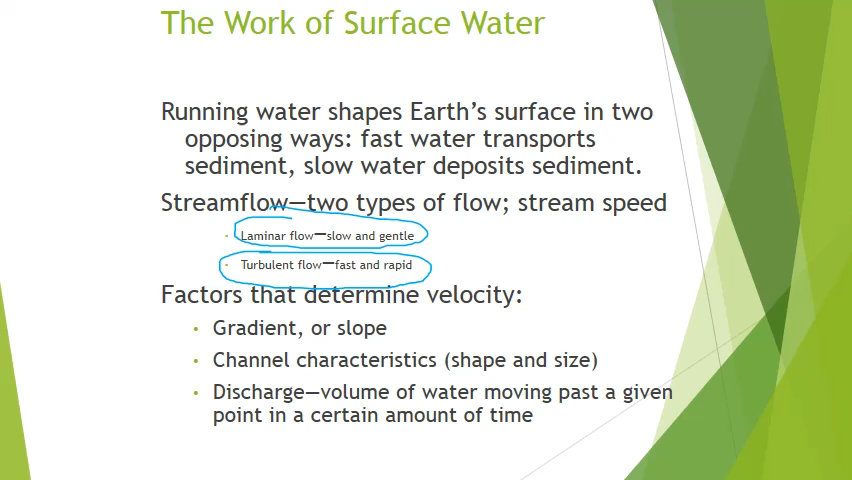 The Work of Surface Water
Running water shapes Earth’s surface in two
opposing ways: fast water transports
sediment, slow water deposits sediment.
Streamflow—two types of flow; stream speed
• Laminar flow—slow and gentle
• Turbulent flow—fast and rapid
Factors that determine velocity:
• Gradient, or slope
• Channel characteristics (shape and size)
• Discharge—volume of water moving past a given
point in a certain amount of time